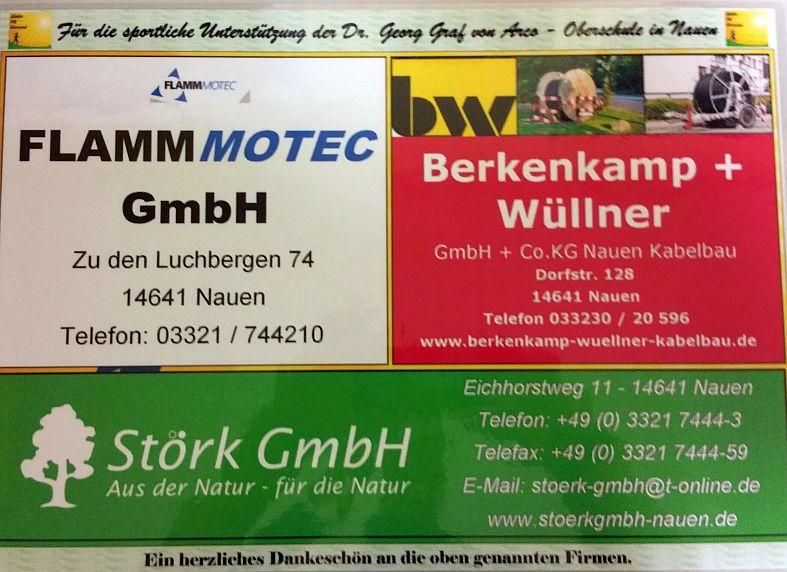 Für die sportliche Unterstützung der Dr. Georg Graf von Arco - Oberschule in Nauen
FLAMMMOTEC
FLAMMMOTEC
GmbH
Zu den Luchbergen 74
14641 Nauen
Telefon: 03321 / 744210
bw
Berkenkamp +
Wüllner
GmbH + Co.KG Nauen Kabelbau
Dorfstr. 128
14641 Nauen
Telefon 033230 / 20 596
www.berkenkamp-wuellner-kabelbau.de
Störk GmbH
Aus der Natur - für die Natur
Eichhorstweg 11 - 14641 Nauen
Telefon: +49 (0) 3321 7444-3
Telefax: +49 (0) 3321 7444-59
E-Mail: stoerk-gmbh@t-online.de
www.stoerkgmbh-nauen.de
Ein herzliches Dankeschön an die oben genannten Firmen.